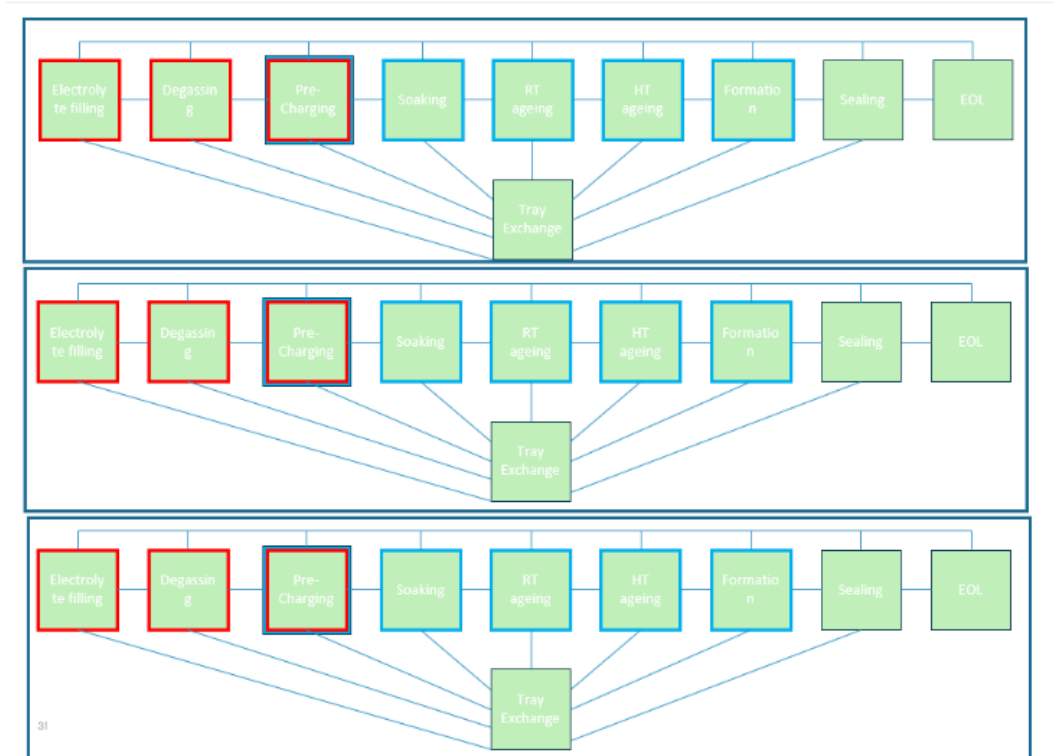 Electroly
te filling
Degassin
g
Pre-
Charging
Soaking
RT
ageing
HT
ageing
Formatio
n
Sealing
EOL
Tray
Exchange
Electroly
te filling
Degassin
g
Pre-
Charging
Soaking
RT
ageing
HT
ageing
Formatio
n
Sealing
EOL
Tray
Exchange
Electroly
te filling
Degassin
g
Pre-
Charging
Soaking
RT
ageing
HT
ageing
Formatio
n
Sealing
EOL
Tray
Exchange
31